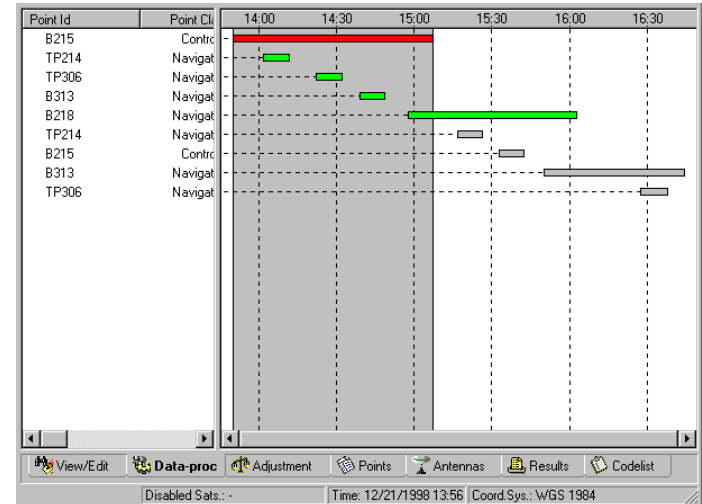 Point Id Point Cla 14:00 14:30 15:00 15:30 16:00 16:30
B215 Contro
TP214 Navigat
TP306 Navigat
B313 Navigat
B218 Navigat
TP214 Navigat
B215 Contro
B313 Navigat
TP306 Navigat
View/Edit Data-proc Adjustment Points Antennas Results Codelist
Disabled Sats.: - Time: 12/21/1998 13:56 Coord.Sys.: WGS 1984